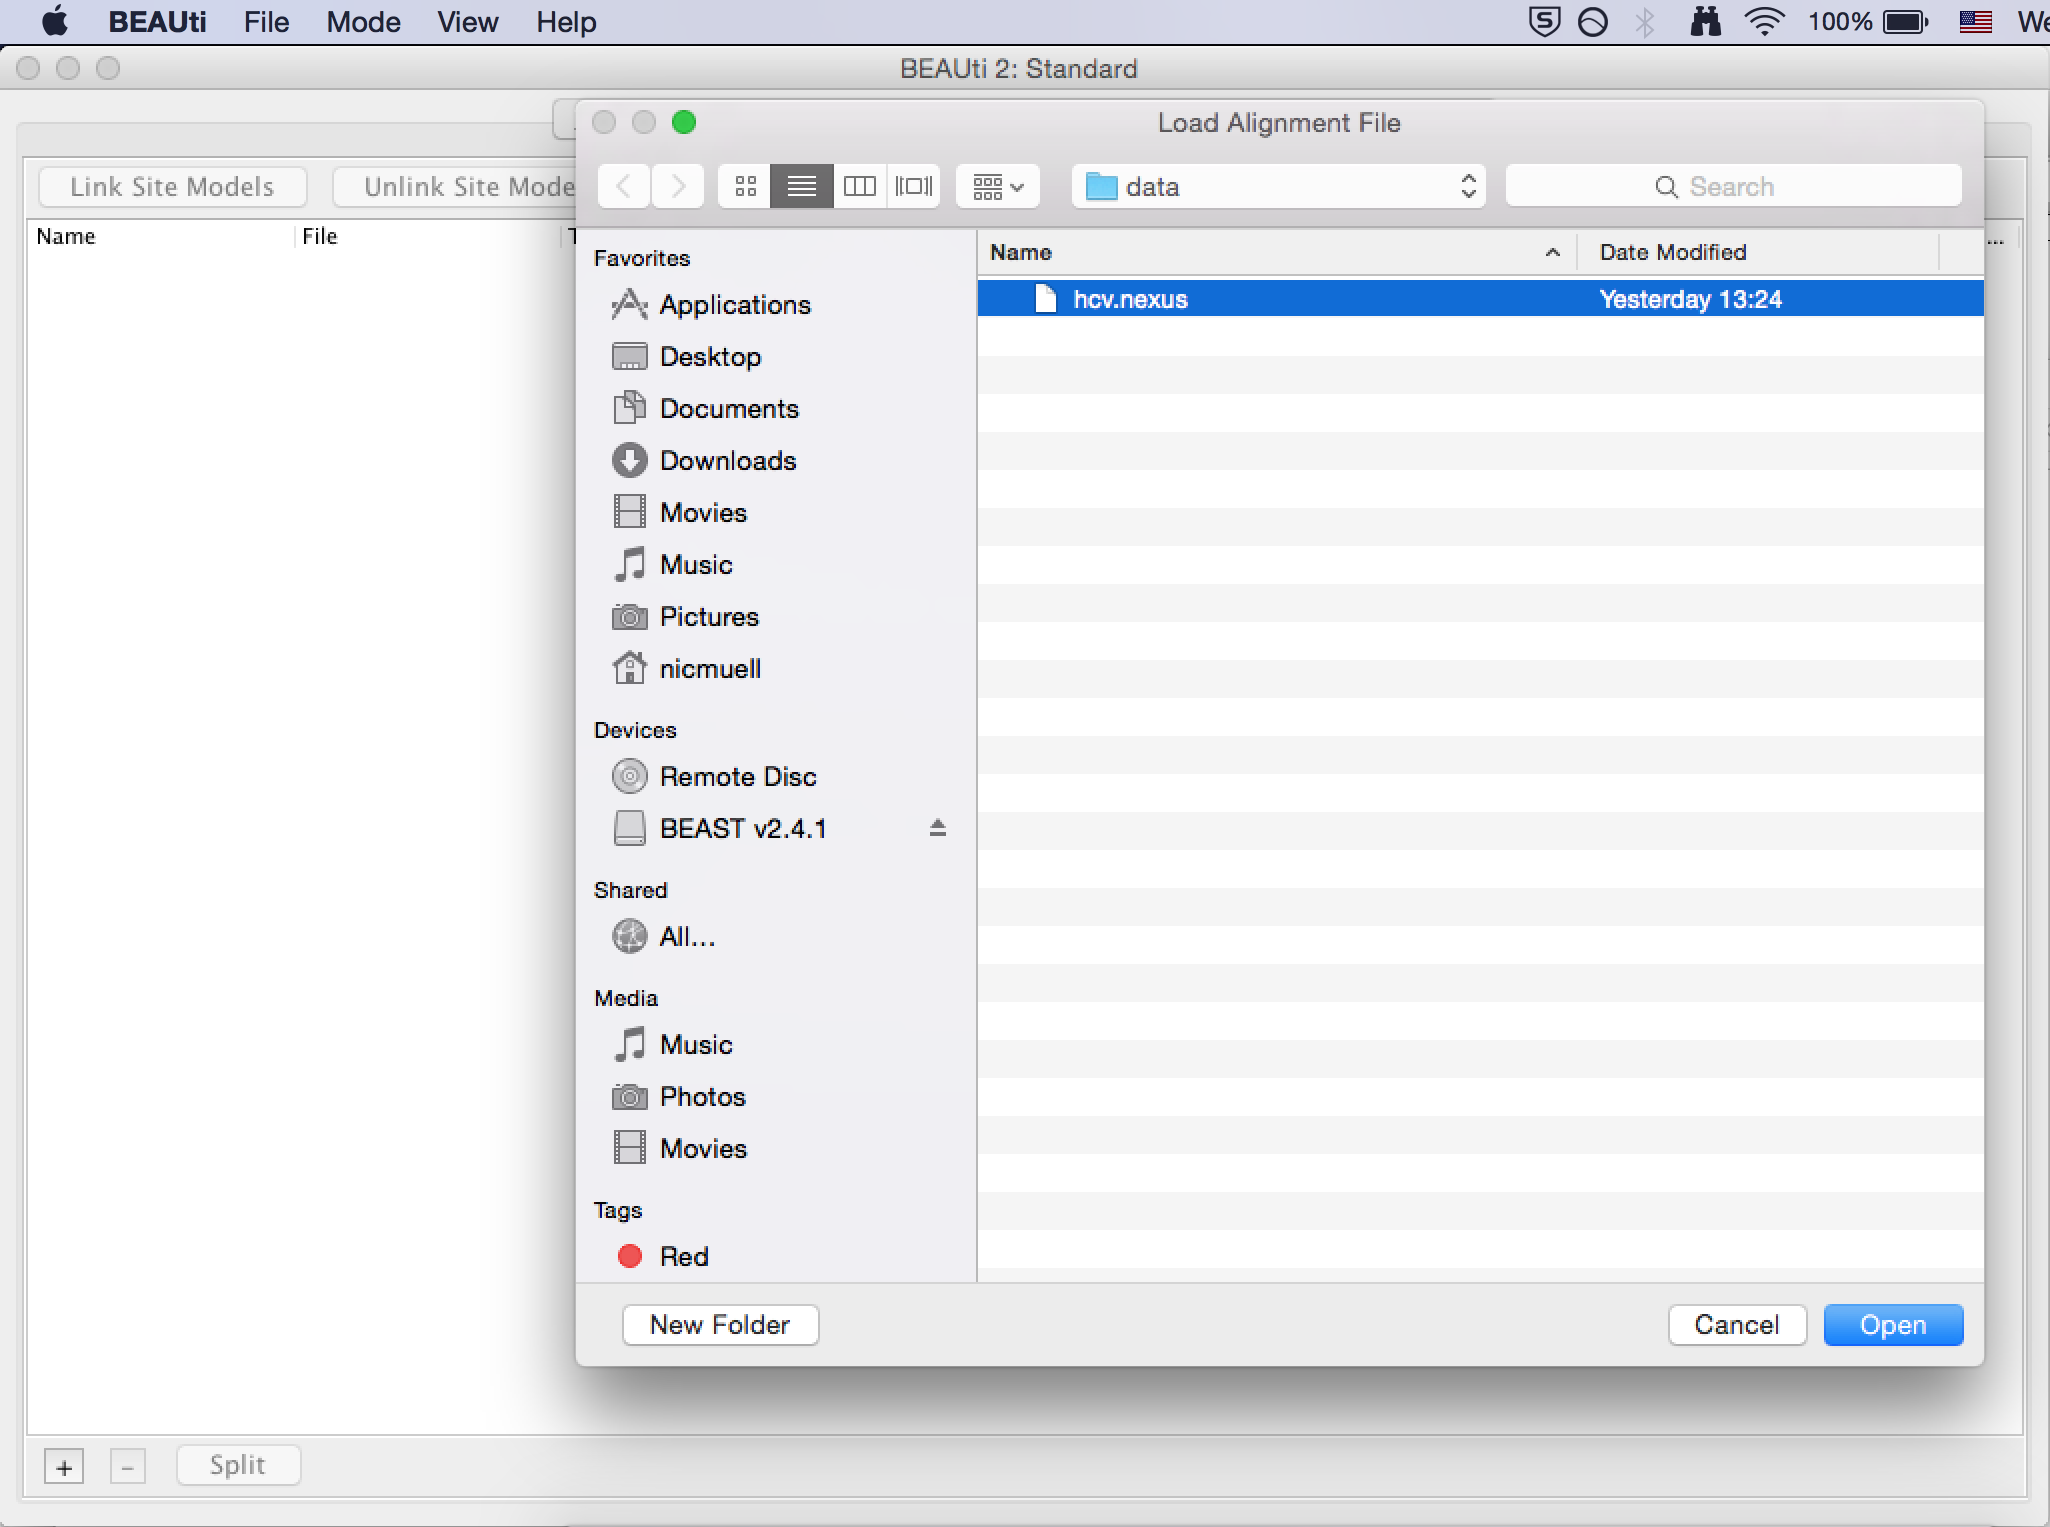 BEAUti File Mode View Help 100%
BEAUti 2: Standard
Load Alignment File
Link Site Models Unlink Site Mode data Search
Name File Name Date Modified ...
Favorites
hcv.nexus Yesterday 13:24
Applications
Desktop
Documents
Downloads
Movies
Music
Pictures
nicmuell
Devices
Remote Disc
BEAST v2.4.1
Shared
All...
Media
Music
Photos
Movies
Tags
Red
New Folder Cancel Open
+ - Split